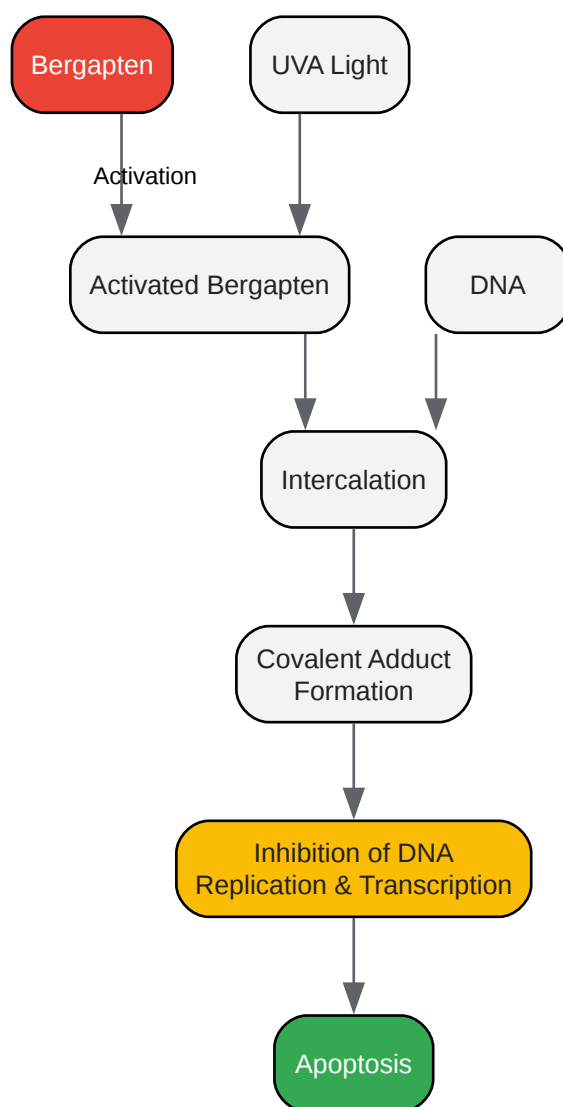 Bergapten
UVA Light
Activation
Activated Bergapten
DNA
Intercalation
Covalent Adduct
Formation
Inhibition of DNA
Replication & Transcription
Apoptosis